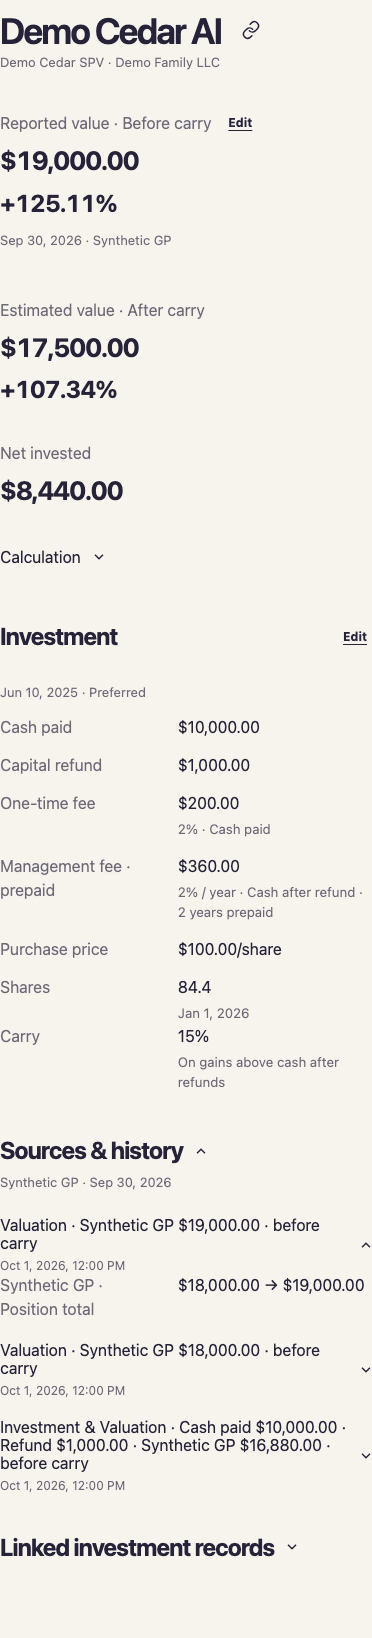 Demo Cedar AI
Demo Cedar SPV · Demo Family LLC
Reported value · Before carry Edit
$19,000.00
+125.11%
Sep 30, 2026 · Synthetic GP
Estimated value · After carry
$17,500.00
+107.34%
Net invested
$8,440.00
Calculation
Investment Edit
Jun 10, 2025 · Preferred
Cash paid $10,000.00
Capital refund $1,000.00
One-time fee $200.00
2% · Cash paid
Management fee · $360.00
prepaid 2% / year · Cash after refund ·
2 years prepaid
Purchase price $100.00/share
Shares 84.4
Jan 1, 2026
Carry 15%
On gains above cash after
refunds
Sources & history
Synthetic GP · Sep 30, 2026
Valuation · Synthetic GP $19,000.00 · before
carry
Oct 1, 2026, 12:00 PM
Synthetic GP · $18,000.00 → $19,000.00
Position total
Valuation · Synthetic GP $18,000.00 · before
carry
Oct 1, 2026, 12:00 PM
Investment & Valuation · Cash paid $10,000.00 ·
Refund $1,000.00 · Synthetic GP $16,880.00 ·
before carry
Oct 1, 2026, 12:00 PM
Linked investment records